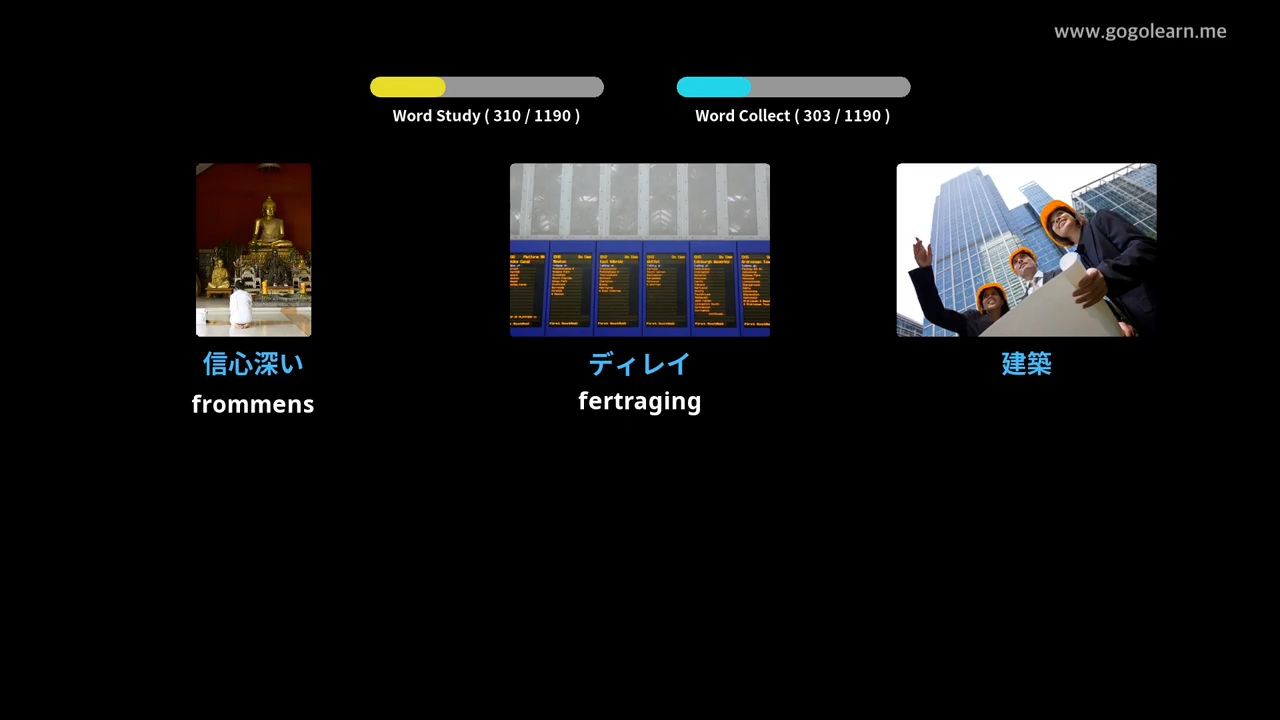 www.gogolearn.me
Word Study ( 310 / 1190 )
Word Collect ( 303 / 1190 )
信心深い
ディレイ
建築
frommens
fertraging